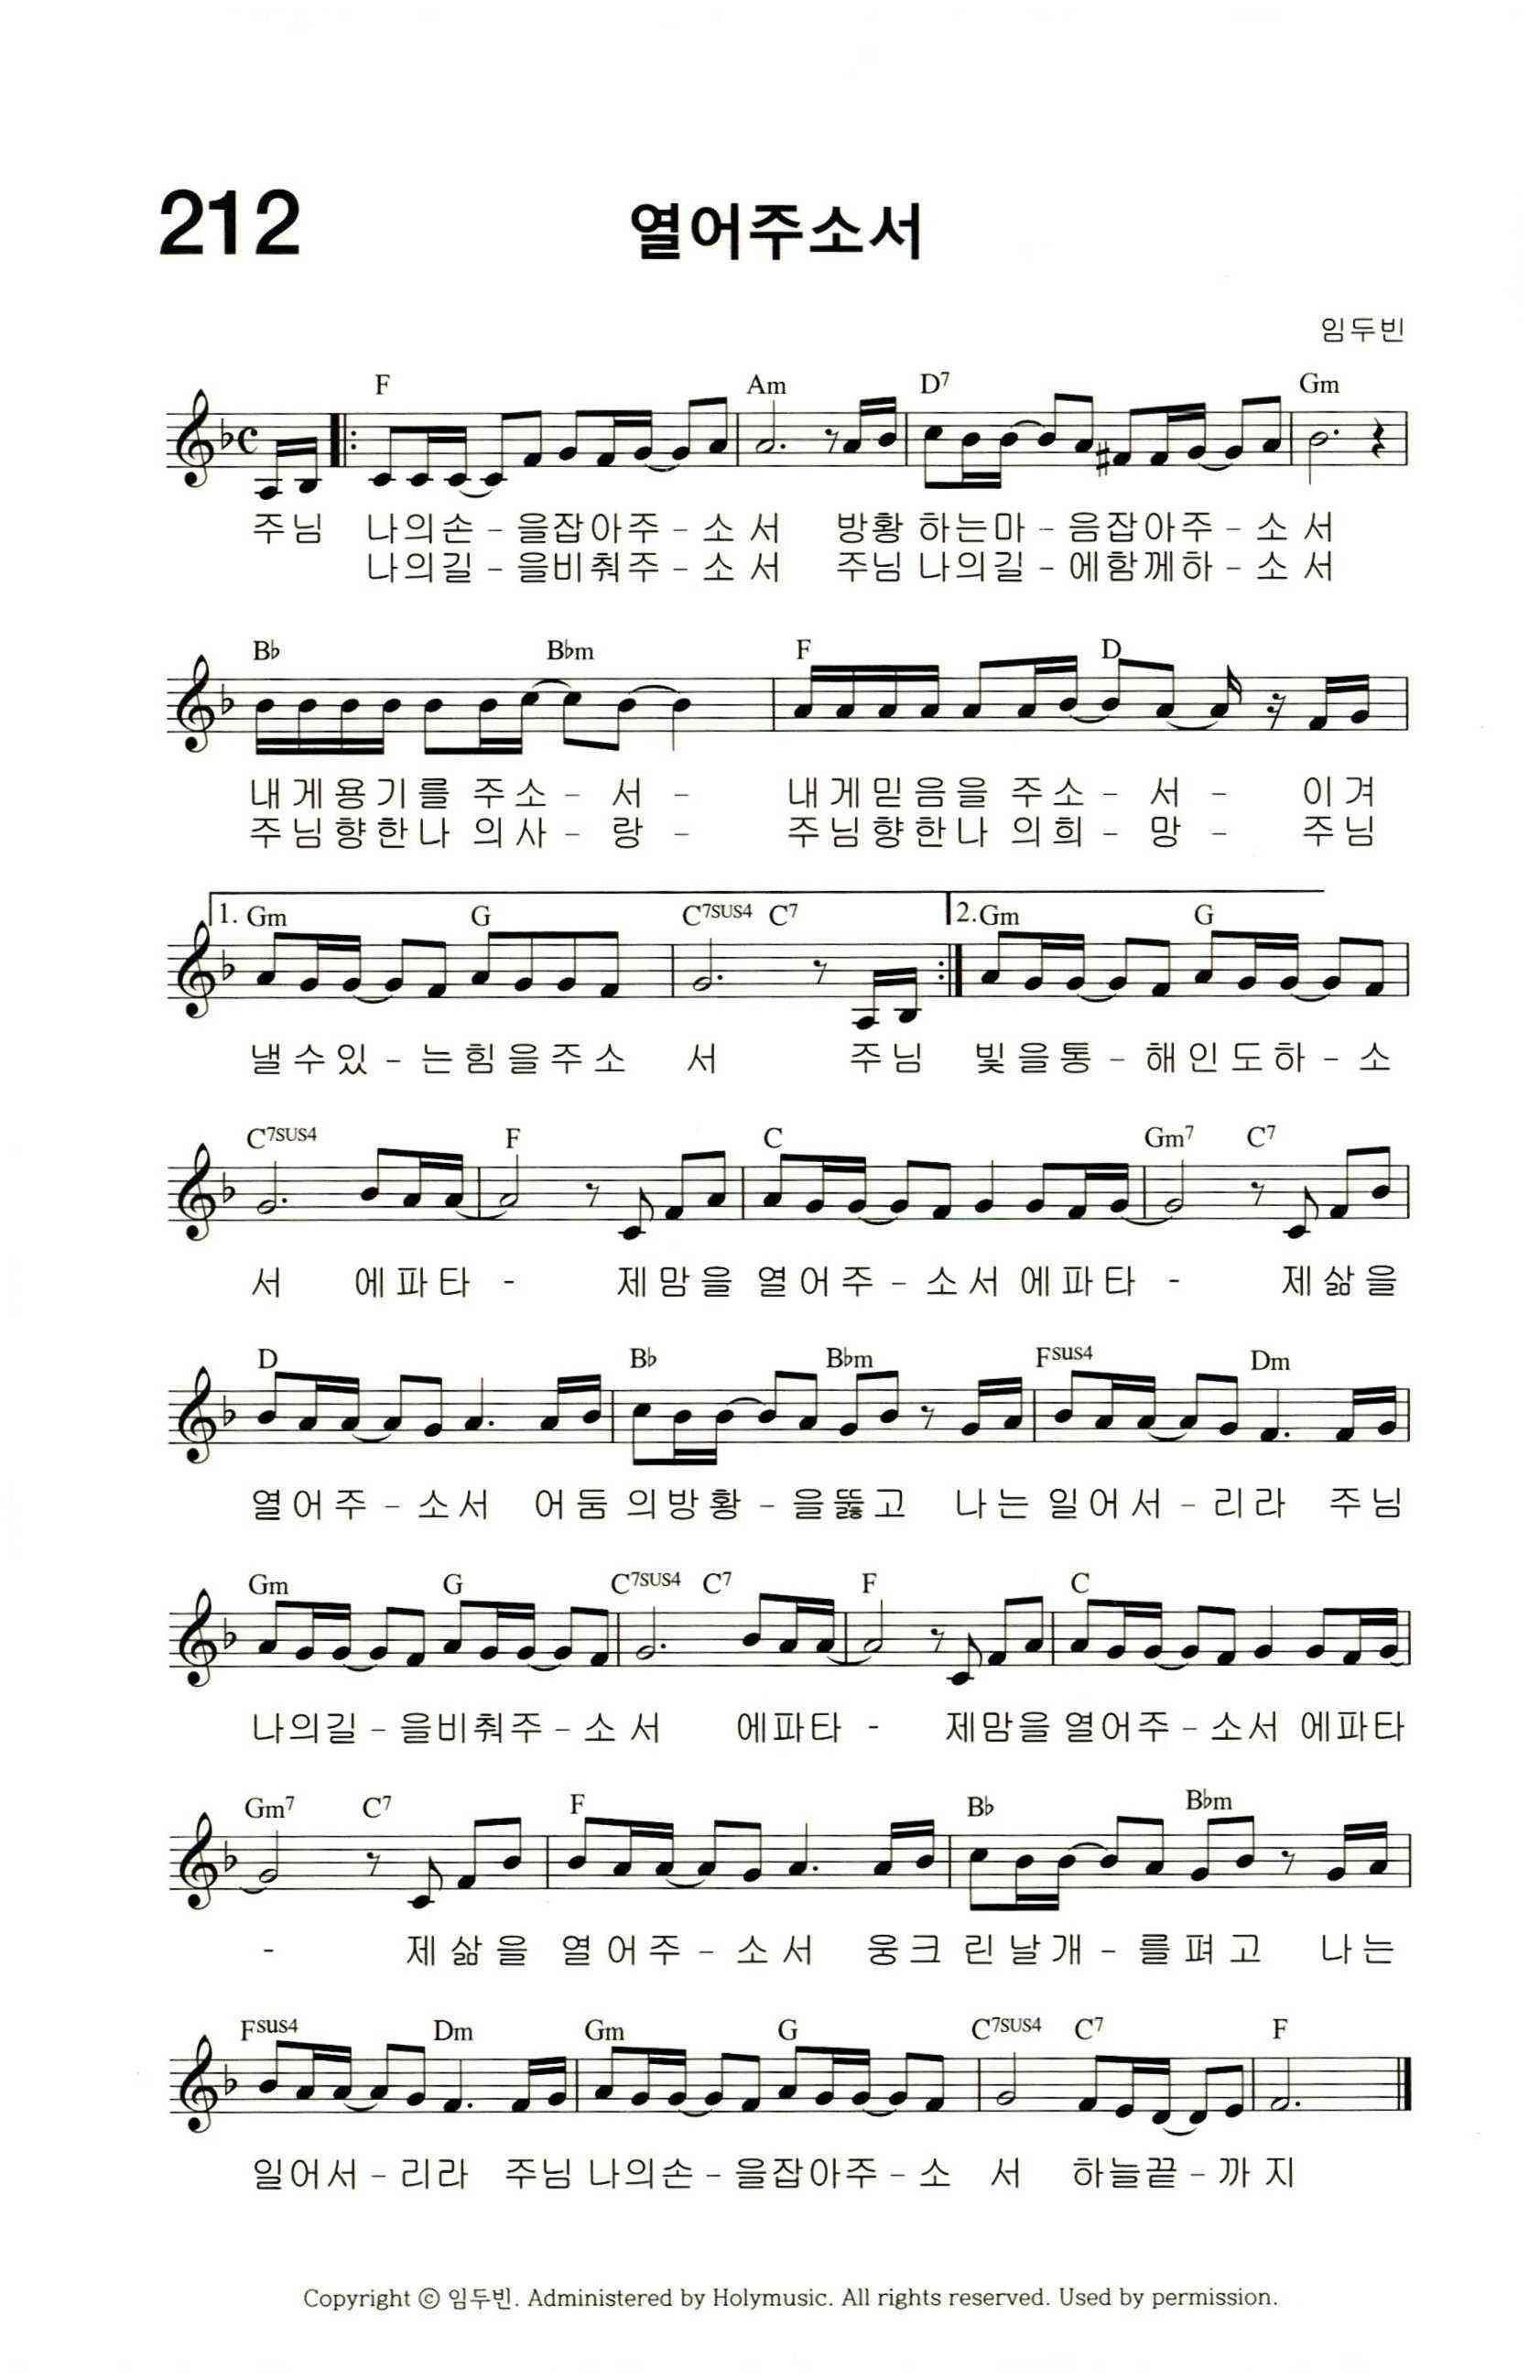 212
열어주소서
임두빈
F Am D7 Gm
주님 나의손-을잡아주-소서 방황하는마-음잡아주-소서
나의길-을비춰주-소서 주님나의길-에함께하-소서
B♭ B♭m F D
내게용기를 주소-서- 내게믿음을 주소-서- 이겨
주님향한나 의사-랑- 주님향한나 의희-망- 주님
1. Gm G C7SUS4 C7 2. Gm G
낼수있-는힘을주소 서 주님 빛을통-해인도하-소
C7SUS4 F C Gm7 C7
서 에파타- 제맘을 열어주-소서 에파타- 제삶을
D B♭ B♭m Fsus4 Dm
열어주-소서 어둠의방황-을뚫고 나는 일어서-리라 주님
Gm G C7SUS4 C7 F C
나의길-을비춰주-소서 에파타- 제맘을 열어주-소서 에파타
Gm7 C7 F B♭ B♭m
- 제삶을 열어주-소서 웅크린날개-를펴고 나는
Fsus4 Dm Gm G C7SUS4 C7 F
일어서-리라 주님 나의손-을잡아주-소 서 하늘끝-까지
Copyright ⓒ 임두빈. Administered by Holymusic. All rights reserved. Used by permission.